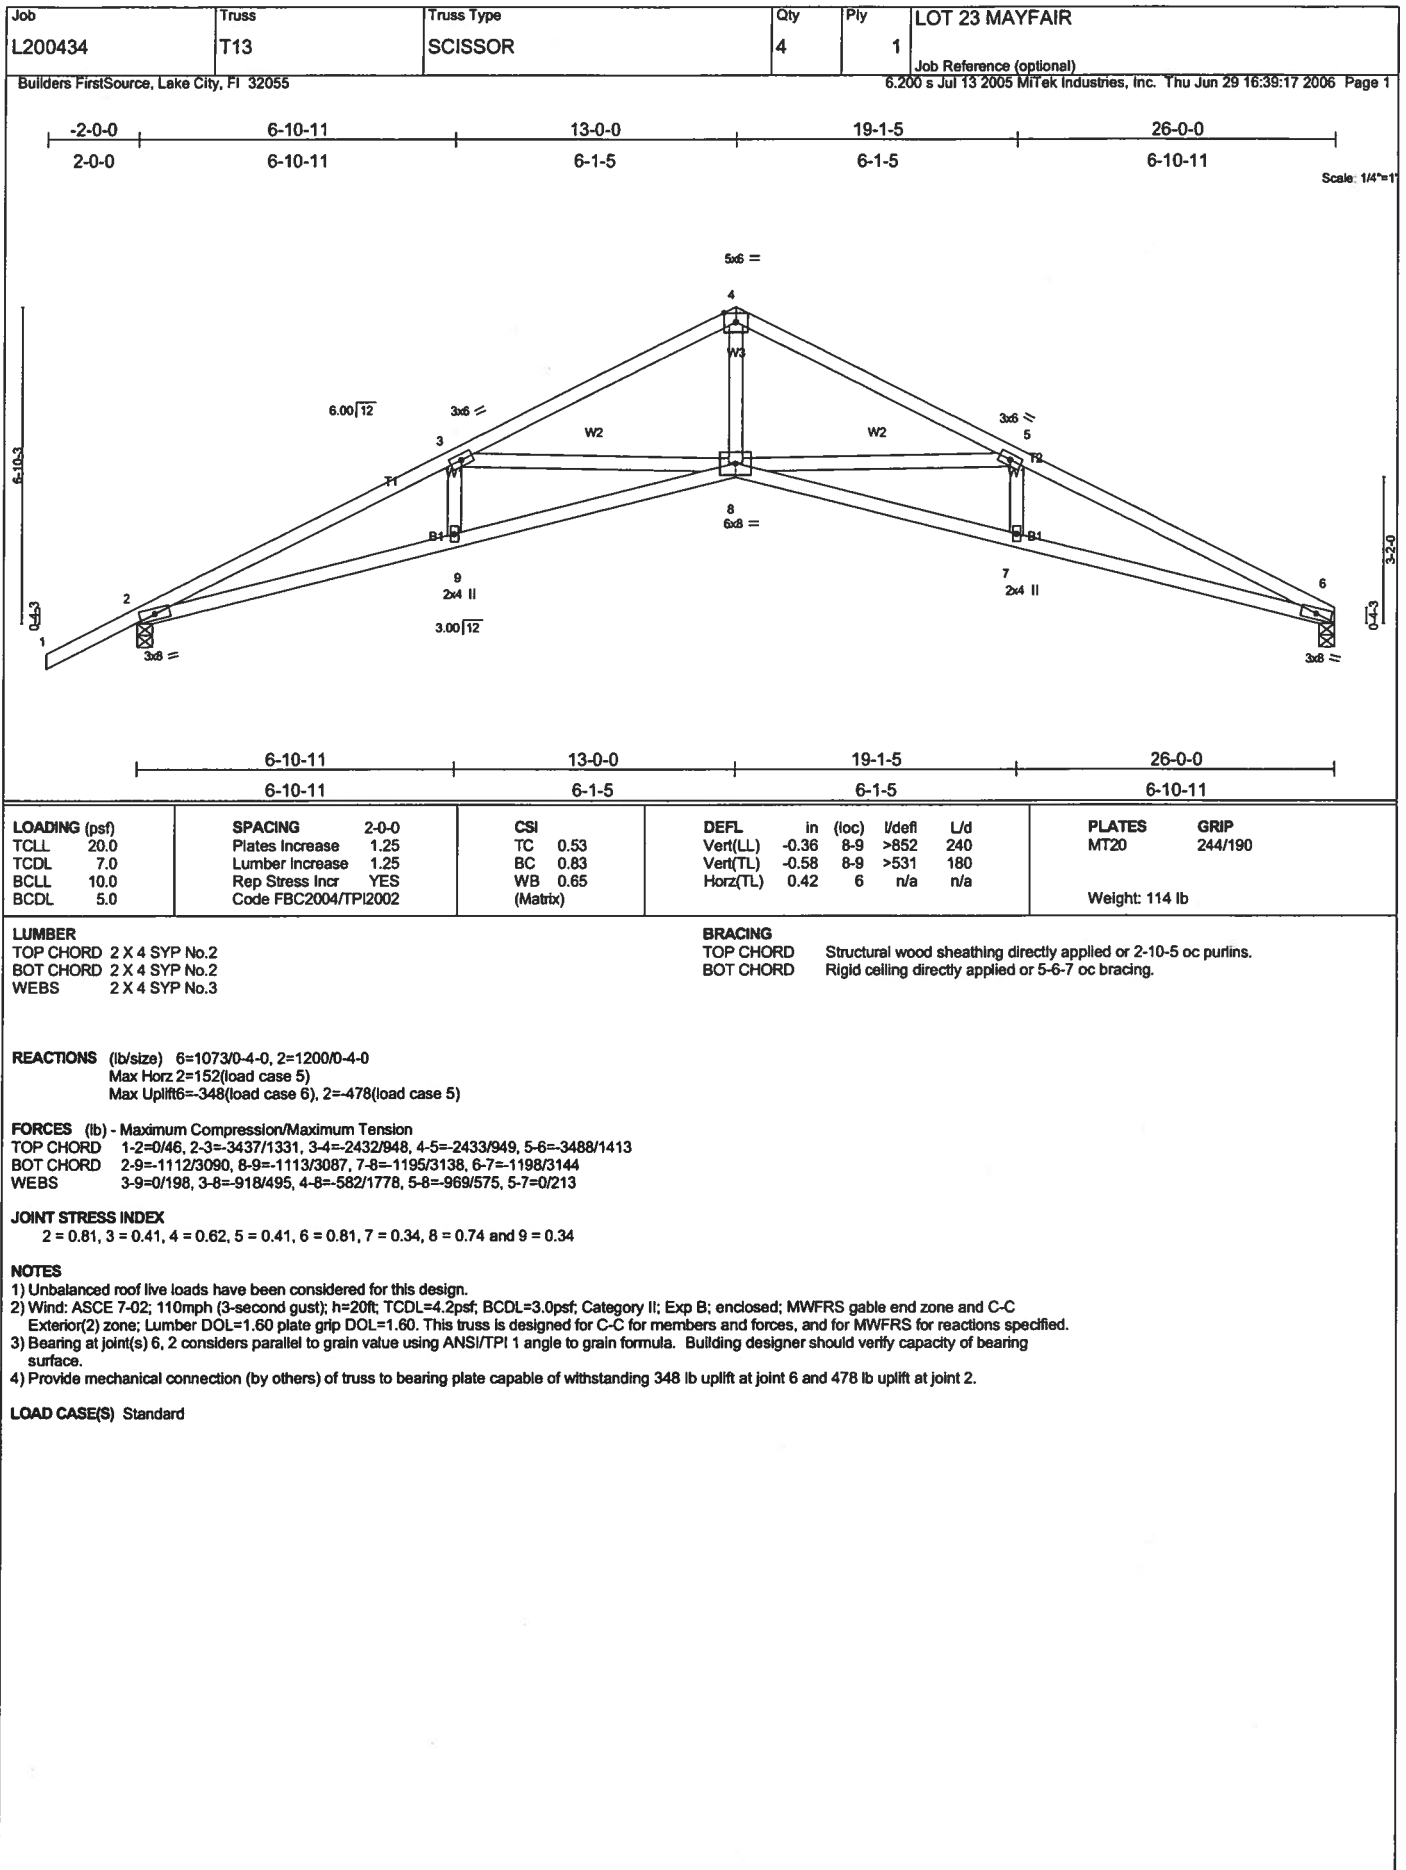 Job Truss Truss Type Qty Ply LOT 23 MAYFAIR
L200434 T13 SCISSOR 4 1
Job Reference (optional)
Builders FirstSource, Lake City, Fl 32055 6.200 s Jul 13 2005 MiTek Industries, Inc. Thu Jun 29 16:39:17 2006 Page 1
-2-0-0 6-10-11 13-0-0 19-1-5 26-0-0
2-0-0 6-10-11 6-1-5 6-1-5 6-10-11
Scale: 1/4"=1'
5x6 =
4
W3
6.00 12
3x6 =
3
W2
W2
3x6 =
5
T2
6-10-3
T1
B1
8
6x8 =
B1
3-2-0
9
2x4 II
7
2x4 II
2
6
0-4-3
0-4-3
1
3.00 12
3x8 =
3x8 =
6-10-11 13-0-0 19-1-5 26-0-0
6-10-11 6-1-5 6-1-5 6-10-11
LOADING (psf) SPACING 2-0-0 CSI DEFL in (loc) l/defl L/d PLATES GRIP
TCLL 20.0 Plates Increase 1.25 TC 0.53 Vert(LL) -0.36 8-9 >852 240 MT20 244/190
TCDL 7.0 Lumber Increase 1.25 BC 0.83 Vert(TL) -0.58 8-9 >531 180
BCLL 10.0 Rep Stress Incr YES WB 0.65 Horz(TL) 0.42 6 n/a n/a
BCDL 5.0 Code FBC2004/TPI2002 (Matrix) Weight: 114 lb
LUMBER
TOP CHORD 2 X 4 SYP No.2
BOT CHORD 2 X 4 SYP No.2
WEBS 2 X 4 SYP No.3
BRACING
TOP CHORD Structural wood sheathing directly applied or 2-10-5 oc purlins.
BOT CHORD Rigid ceiling directly applied or 5-6-7 oc bracing.
REACTIONS (lb/size) 6=1073/0-4-0, 2=1200/0-4-0
Max Horz 2=152(load case 5)
Max Uplift6=-348(load case 6), 2=-478(load case 5)
FORCES (lb) - Maximum Compression/Maximum Tension
TOP CHORD 1-2=0/46, 2-3=-3437/1331, 3-4=-2432/948, 4-5=-2433/949, 5-6=-3488/1413
BOT CHORD 2-9=-1112/3090, 8-9=-1113/3087, 7-8=-1195/3138, 6-7=-1198/3144
WEBS 3-9=0/198, 3-8=-918/495, 4-8=-582/1778, 5-8=-969/575, 5-7=0/213
JOINT STRESS INDEX
2 = 0.81, 3 = 0.41, 4 = 0.62, 5 = 0.41, 6 = 0.81, 7 = 0.34, 8 = 0.74 and 9 = 0.34
NOTES
1) Unbalanced roof live loads have been considered for this design.
2) Wind: ASCE 7-02; 110mph (3-second gust); h=20ft; TCDL=4.2psf; BCDL=3.0psf; Category II; Exp B; enclosed; MWFRS gable end zone and C-C
Exterior(2) zone; Lumber DOL=1.60 plate grip DOL=1.60. This truss is designed for C-C for members and forces, and for MWFRS for reactions specified.
3) Bearing at joint(s) 6, 2 considers parallel to grain value using ANSI/TPI 1 angle to grain formula. Building designer should verify capacity of bearing
surface.
4) Provide mechanical connection (by others) of truss to bearing plate capable of withstanding 348 lb uplift at joint 6 and 478 lb uplift at joint 2.
LOAD CASE(S) Standard